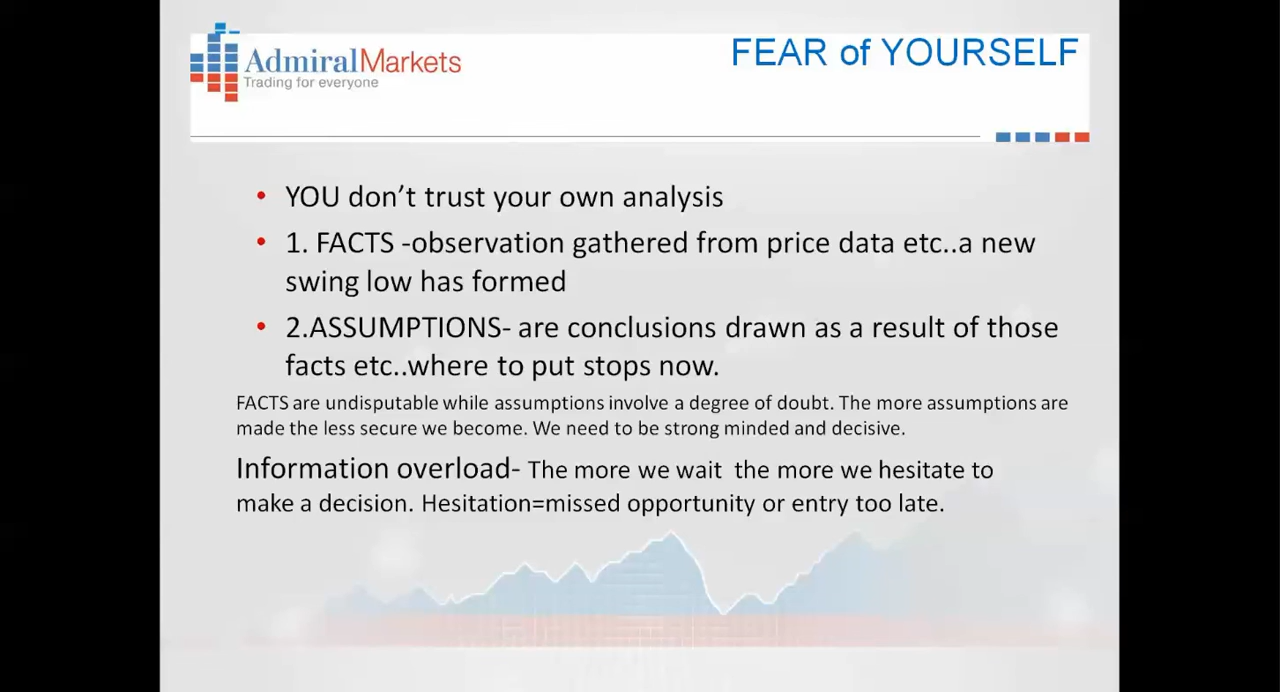 AdmiralMarkets
Trading for everyone
FEAR of YOURSELF
• YOU don’t trust your own analysis
• 1. FACTS -observation gathered from price data etc..a new
swing low has formed
• 2.ASSUMPTIONS- are conclusions drawn as a result of those
facts etc..where to put stops now.
FACTS are undisputable while assumptions involve a degree of doubt. The more assumptions are
made the less secure we become. We need to be strong minded and decisive.
Information overload- The more we wait  the more we hesitate to
make a decision. Hesitation=missed opportunity or entry too late.